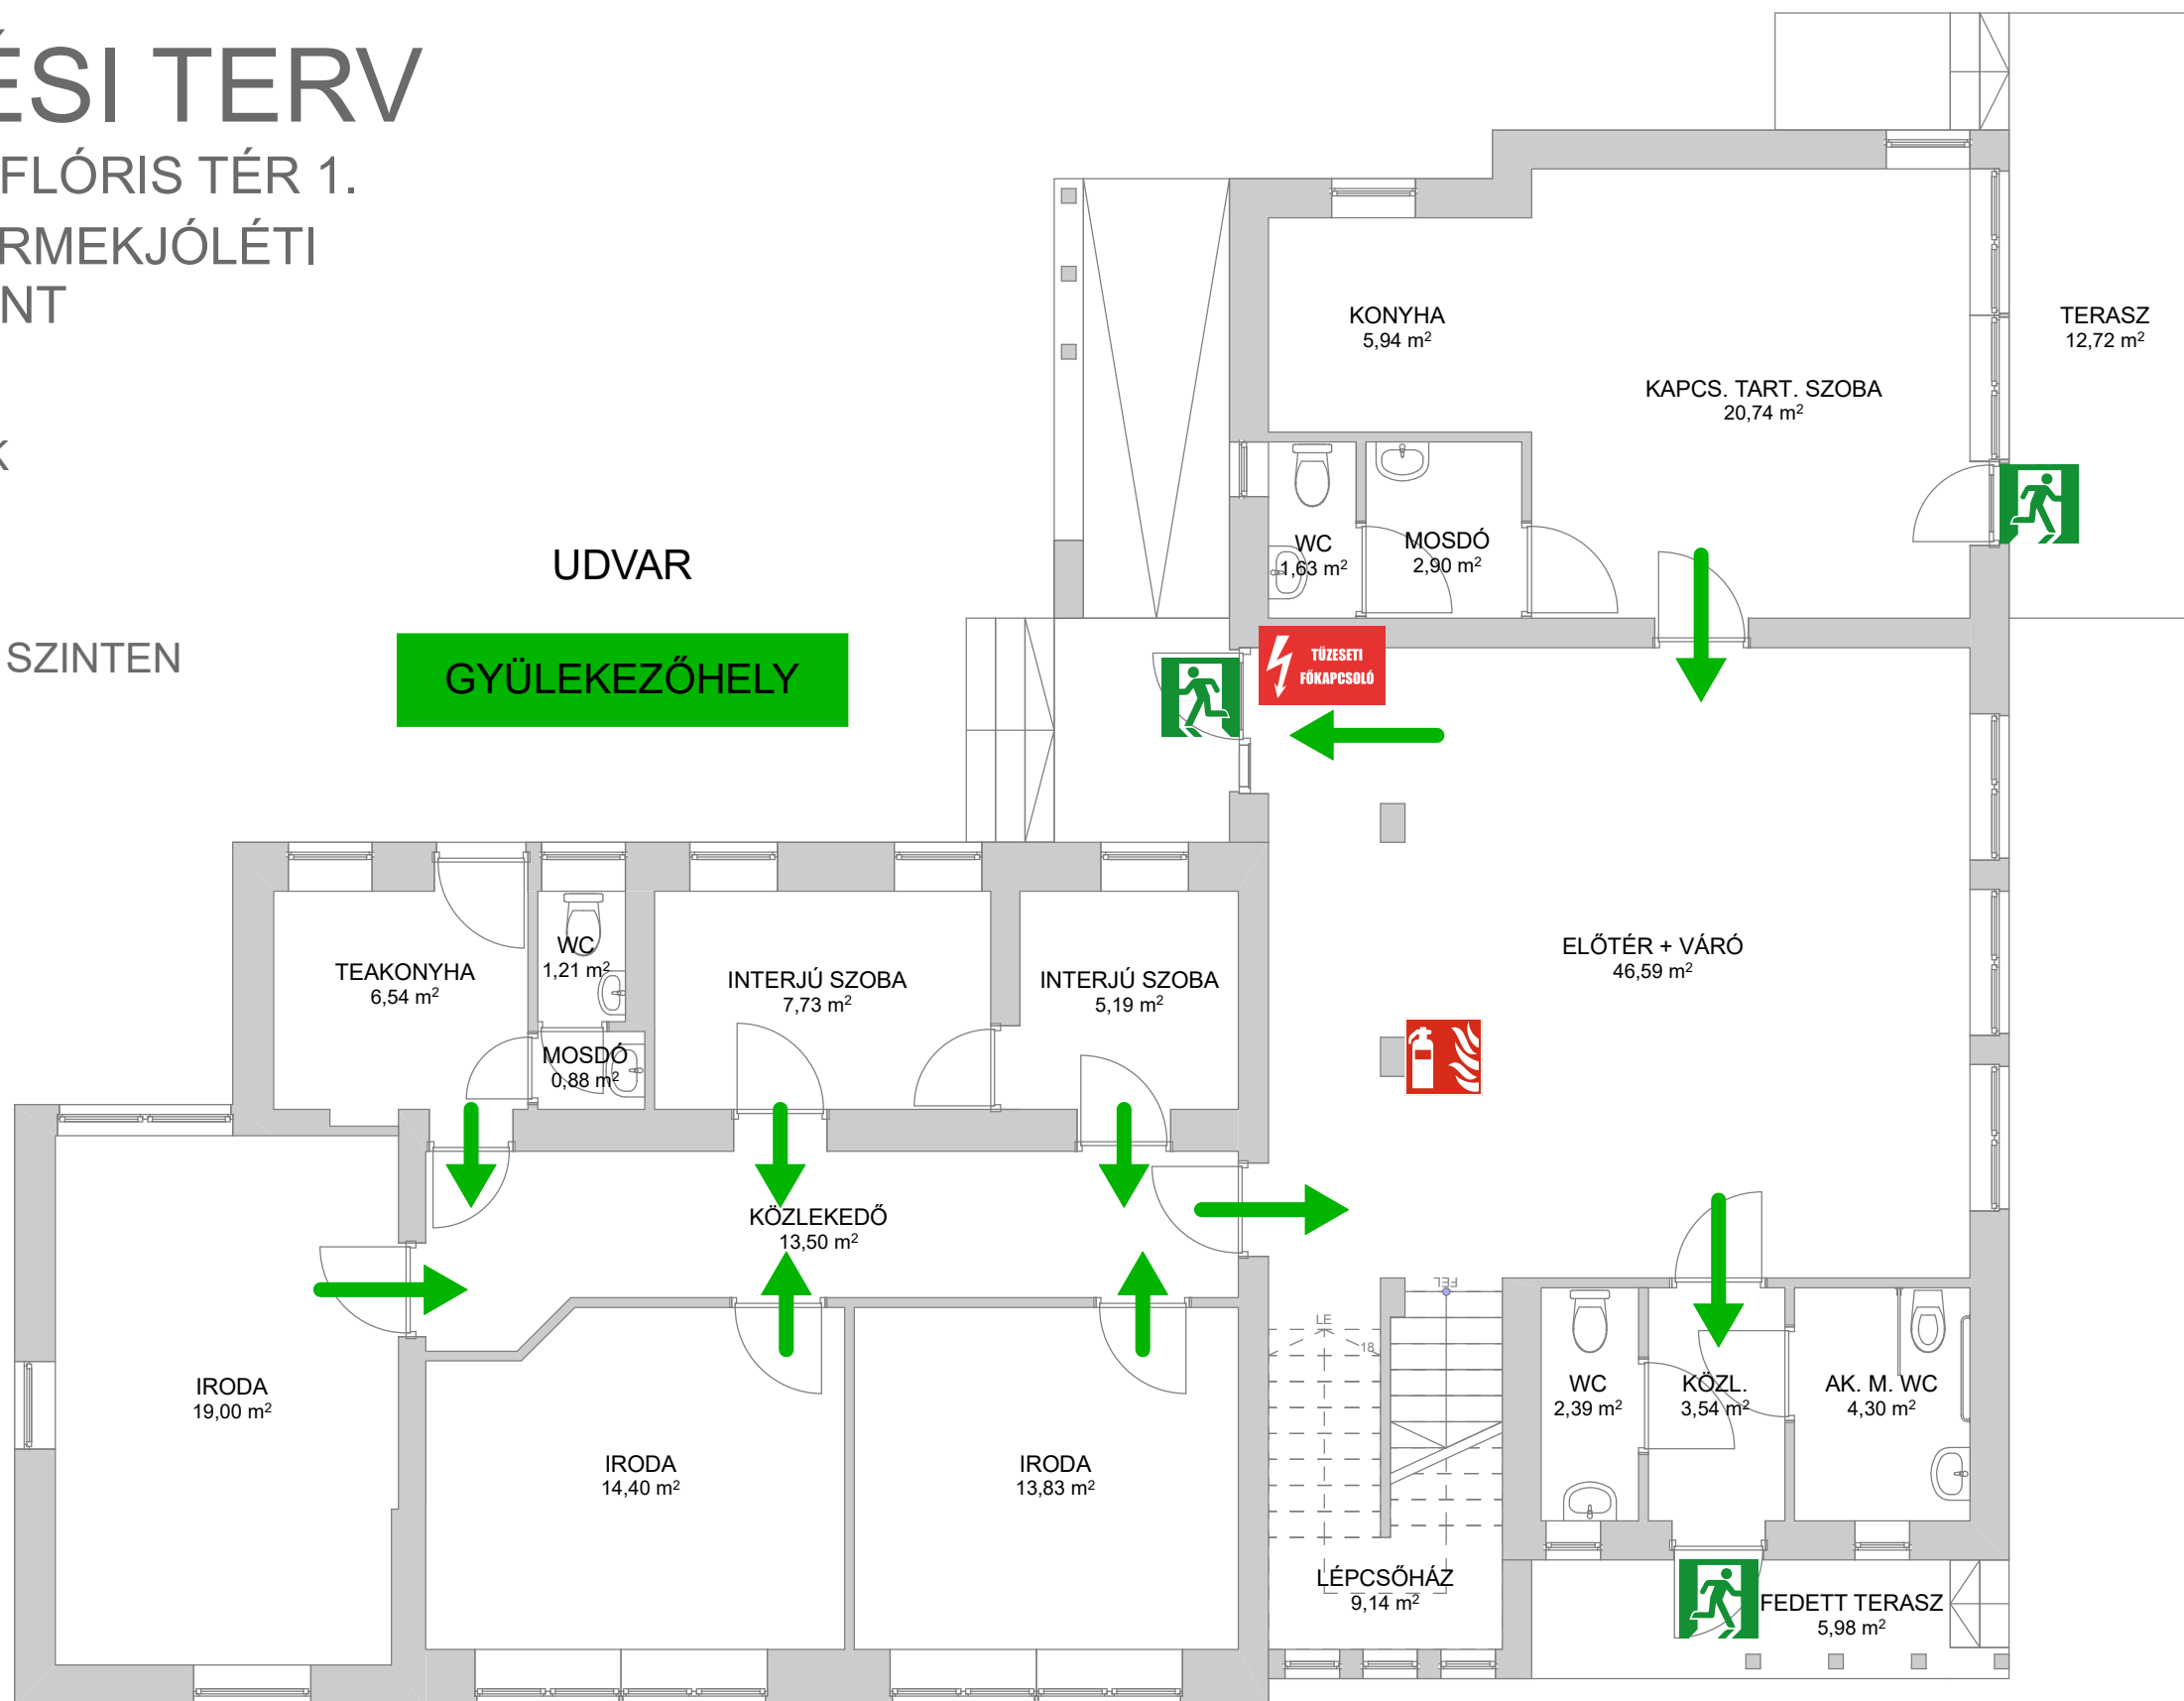 ÉSI TERV
FLÓRIS TÉR 1.
RMEKJÓLÉTI
NT
K
SZINTEN
UDVAR
GYÜLEKEZŐHELY
KONYHA
5,94 m²
KAPCS. TART. SZOBA
20,74 m²
TERASZ
12,72 m²
WC
1,63 m²
MOSDÓ
2,90 m²
TŰZESETI
FŐKAPCSOLÓ
ELŐTÉR + VÁRÓ
46,59 m²
TEAKONYHA
6,54 m²
WC
1,21 m²
MOSDÓ
0,88 m²
INTERJÚ SZOBA
7,73 m²
INTERJÚ SZOBA
5,19 m²
KÖZLEKEDŐ
13,50 m²
IRODA
19,00 m²
IRODA
14,40 m²
IRODA
13,83 m²
FEL
LE
18
LÉPCSŐHÁZ
9,14 m²
WC
2,39 m²
KÖZL.
3,54 m²
AK. M. WC
4,30 m²
FEDETT TERASZ
5,98 m²